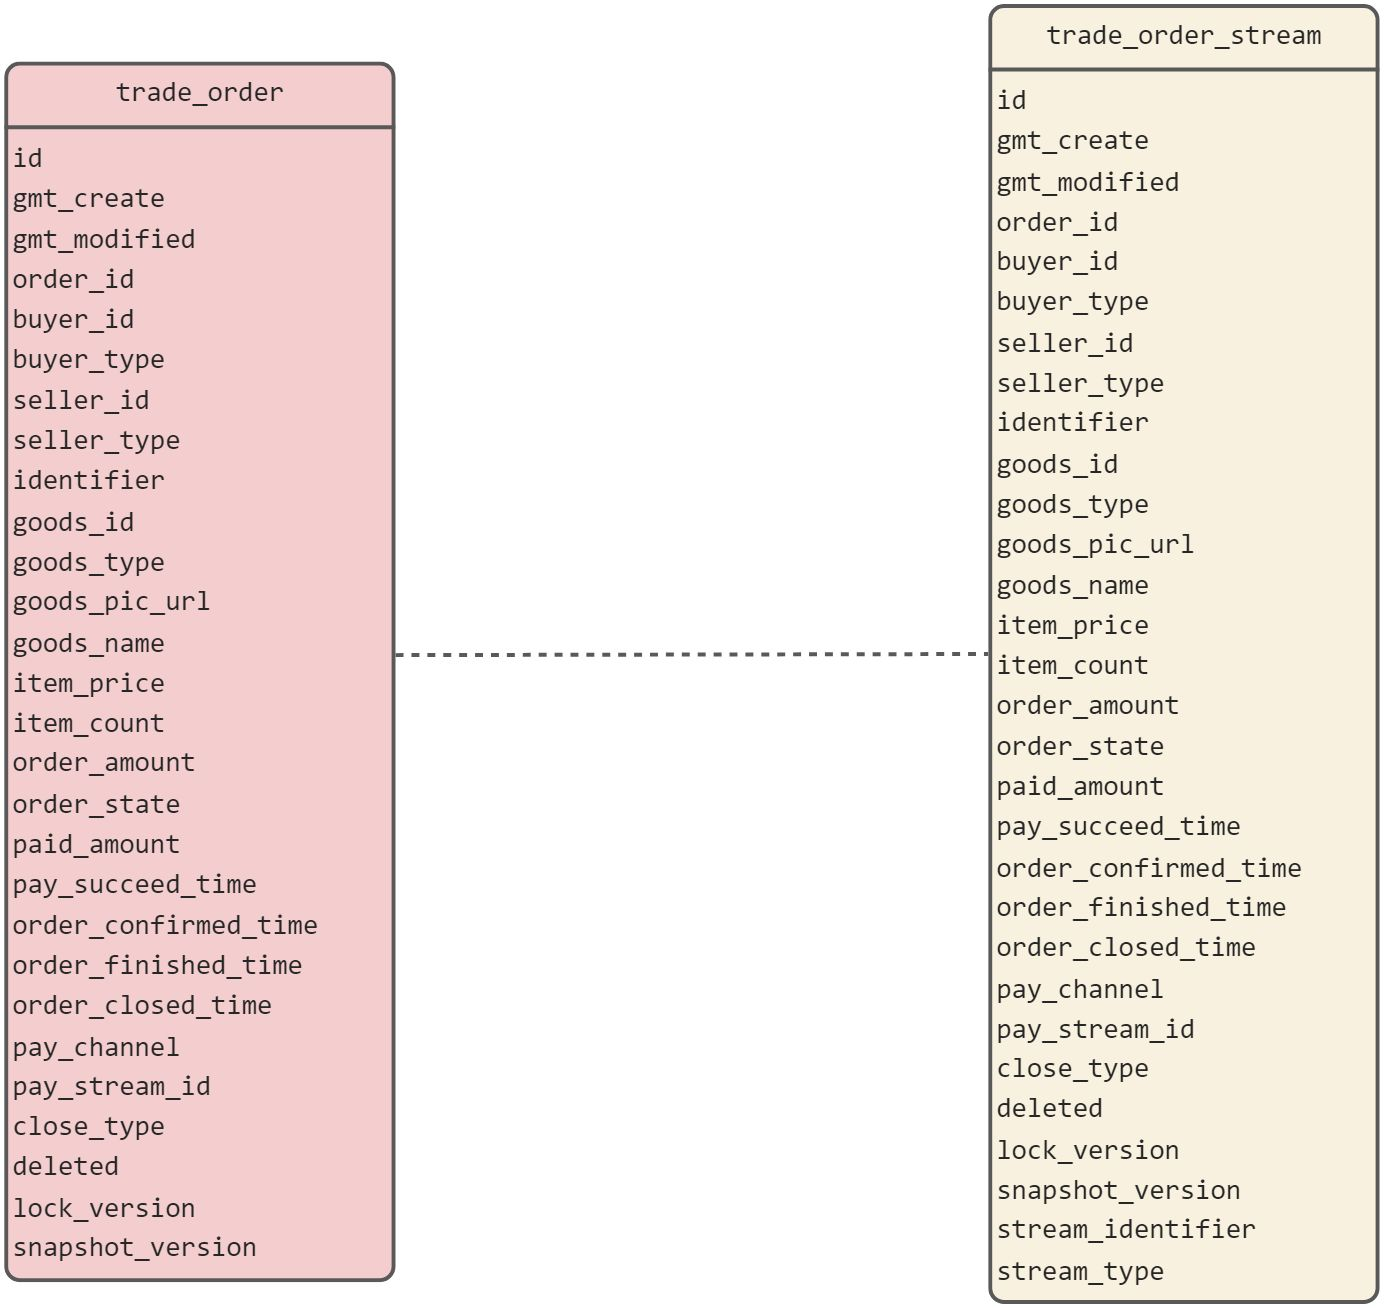 trade_order
id
gmt_create
gmt_modified
order_id
buyer_id
buyer_type
seller_id
seller_type
identifier
goods_id
goods_type
goods_pic_url
goods_name
item_price
item_count
order_amount
order_state
paid_amount
pay_succeed_time
order_confirmed_time
order_finished_time
order_closed_time
pay_channel
pay_stream_id
close_type
deleted
lock_version
snapshot_version
trade_order_stream
id
gmt_create
gmt_modified
order_id
buyer_id
buyer_type
seller_id
seller_type
identifier
goods_id
goods_type
goods_pic_url
goods_name
item_price
item_count
order_amount
order_state
paid_amount
pay_succeed_time
order_confirmed_time
order_finished_time
order_closed_time
pay_channel
pay_stream_id
close_type
deleted
lock_version
snapshot_version
stream_identifier
stream_type